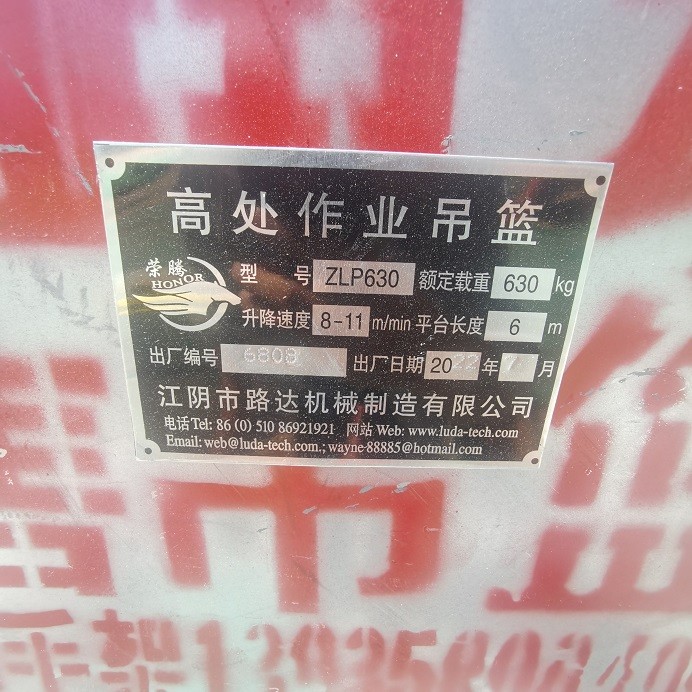 高处作业吊篮
荣腾
HONOR
型 号 ZLP630 额定载重 630 kg
升降速度 8-11 m/min 平台长度 6 m
出厂编号 6808 出厂日期 2022 年 月
江阴市路达机械制造有限公司
电话Tel: 86 (0) 510 86921921 网站 Web: www.luda-tech.com
Email: web@luda-tech.com.; wayne-88885@hotmail.com